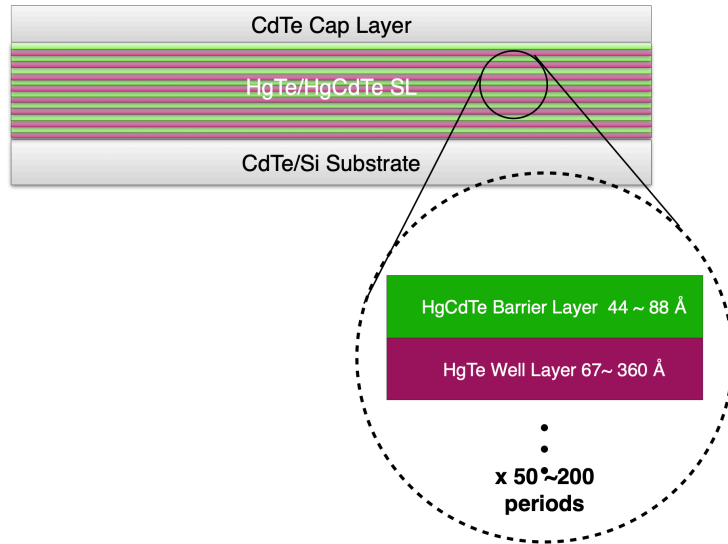 CdTe Cap Layer
HgTe/HgCdTe SL
CdTe/Si Substrate
HgCdTe Barrier Layer 44 ~ 88 Å
HgTe Well Layer 67~ 360 Å
x 50 ~200
periods